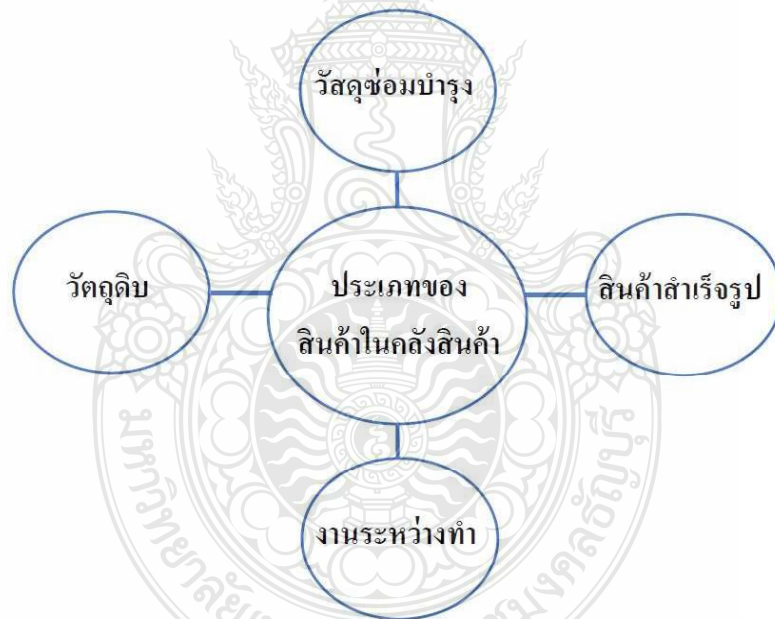 วัสดุซ่อมบำรุง
วัตถุดิบ
ประเภทของ
สินค้าในคลังสินค้า
สินค้าสำเร็จรูป
งานระหว่างทำ